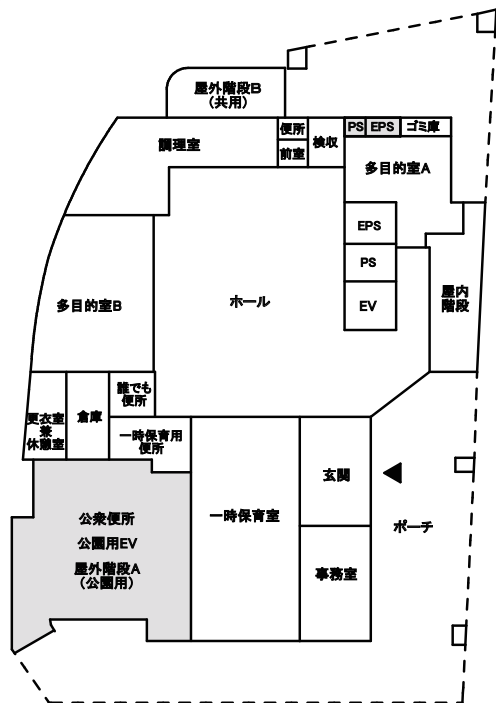 屋外階段B
（共用）
調理室
便所
前室
検収
PS
EPS
ゴミ庫
多目的室A
EPS
PS
EV
ホール
屋内
階段
多目的室B
誰でも
便所
更衣室
兼
休憩室
倉庫
一時保育用
便所
一時保育室
玄関
ポーチ
事務室
公衆便所
公園用EV
屋外階段A
（公園用）